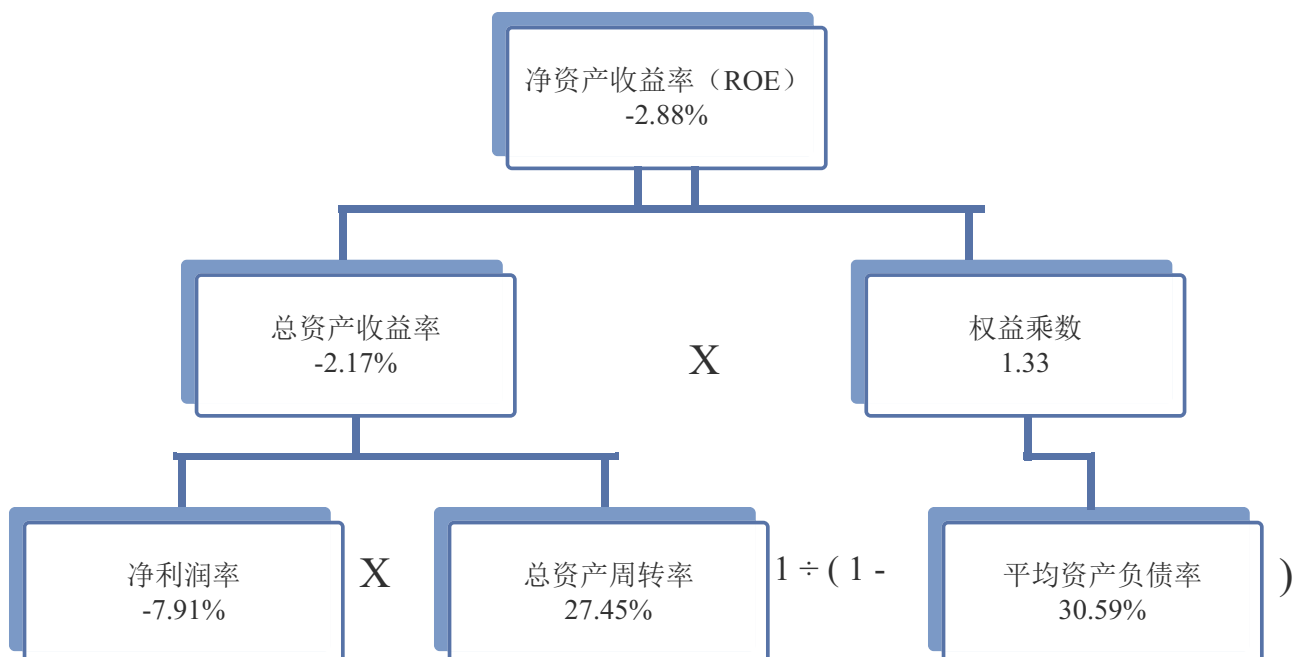 净资产收益率（ROE）
-2.88%
总资产收益率
-2.17%
X
权益乘数
1.33
净利润率
-7.91%
X
总资产周转率
27.45%
1 ÷ ( 1 -
平均资产负债率
30.59%
)